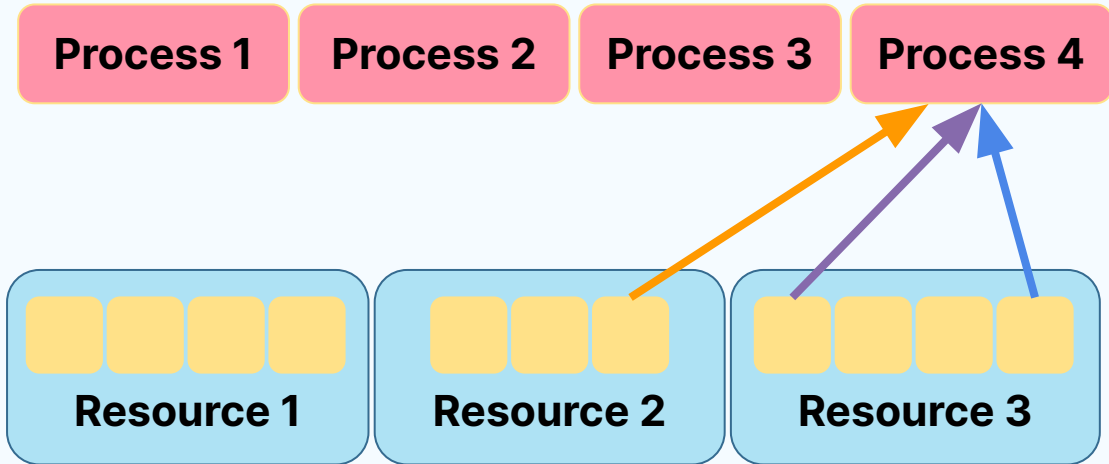 Process 1
Process 2
Process 3
Process 4
Resource 1
Resource 2
Resource 3